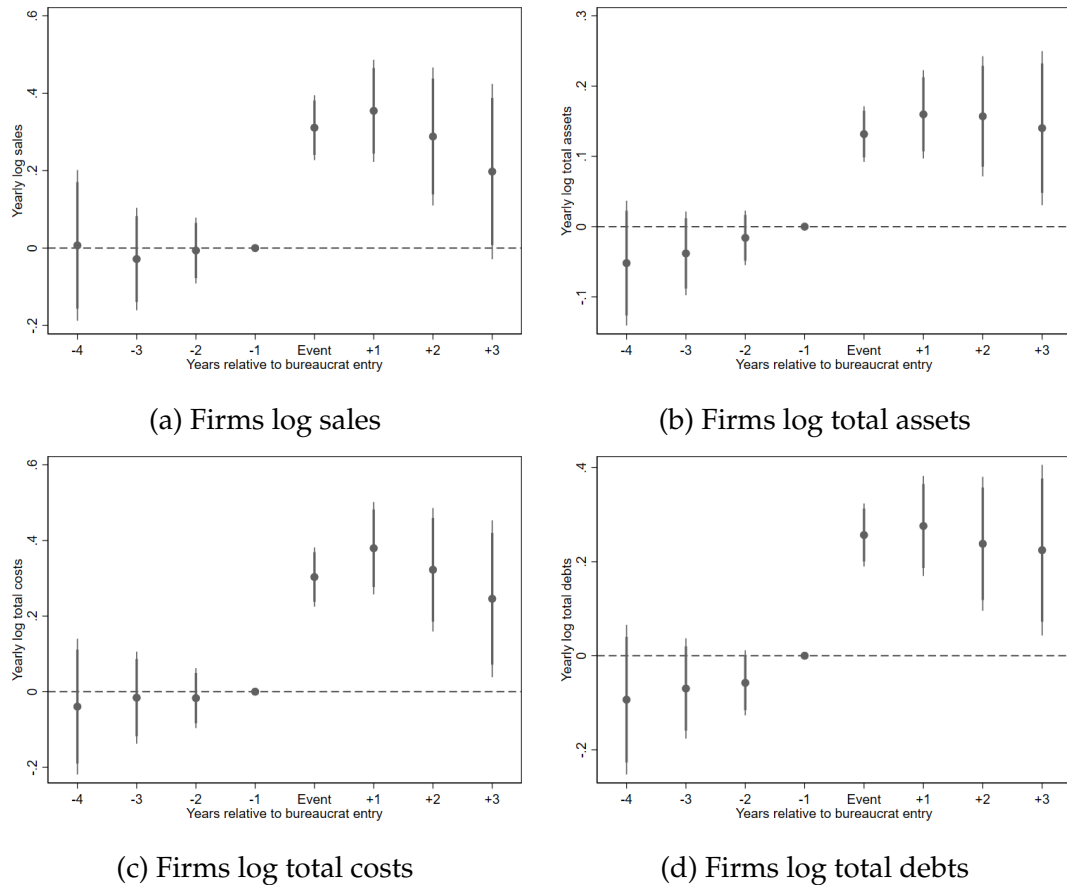 Yearly log sales
.6
.4
.2
0
-.2
-4 -3 -2 -1 Event +1 +2 +3
Years relative to bureaucrat entry
(a) Firms log sales
Yearly log total assets
.3
.2
.1
0
-.1
-4 -3 -2 -1 Event +1 +2 +3
Years relative to bureaucrat entry
(b) Firms log total assets
Yearly log total costs
.6
.4
.2
0
-.2
-4 -3 -2 -1 Event +1 +2 +3
Years relative to bureaucrat entry
(c) Firms log total costs
Yearly log total debts
.4
.2
0
-.2
-4 -3 -2 -1 Event +1 +2 +3
Years relative to bureaucrat entry
(d) Firms log total debts